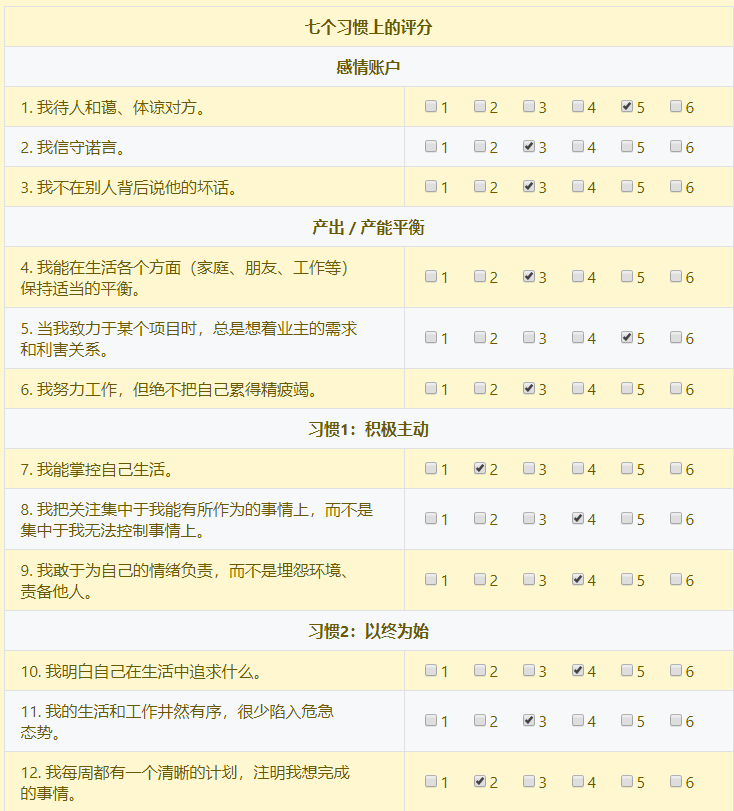 七个习惯上的评分
感情账户
1. 我待人和蔼、体谅对方。 1 2 3 4 5 6
2. 我信守诺言。 1 2 3 4 5 6
3. 我不在别人背后说他的坏话。 1 2 3 4 5 6
产出 / 产能平衡
4. 我能在生活各个方面（家庭、朋友、工作等）
保持适当的平衡。 1 2 3 4 5 6
5. 当我致力于某个项目时，总是想着业主的需求
和利害关系。 1 2 3 4 5 6
6. 我努力工作，但绝不把自己累得精疲竭。 1 2 3 4 5 6
习惯1：积极主动
7. 我能掌控自己生活。 1 2 3 4 5 6
8. 我把关注集中于我能有所作为的事情上，而不是
集中于我无法控制事情上。 1 2 3 4 5 6
9. 我敢于为自己的情绪负责，而不是埋怨环境、
责备他人。 1 2 3 4 5 6
习惯2：以终为始
10. 我明白自己在生活中追求什么。 1 2 3 4 5 6
11. 我的生活和工作井然有序，很少陷入危急
态势。 1 2 3 4 5 6
12. 我每周都有一个清晰的计划，注明我想完成
的事情。 1 2 3 4 5 6